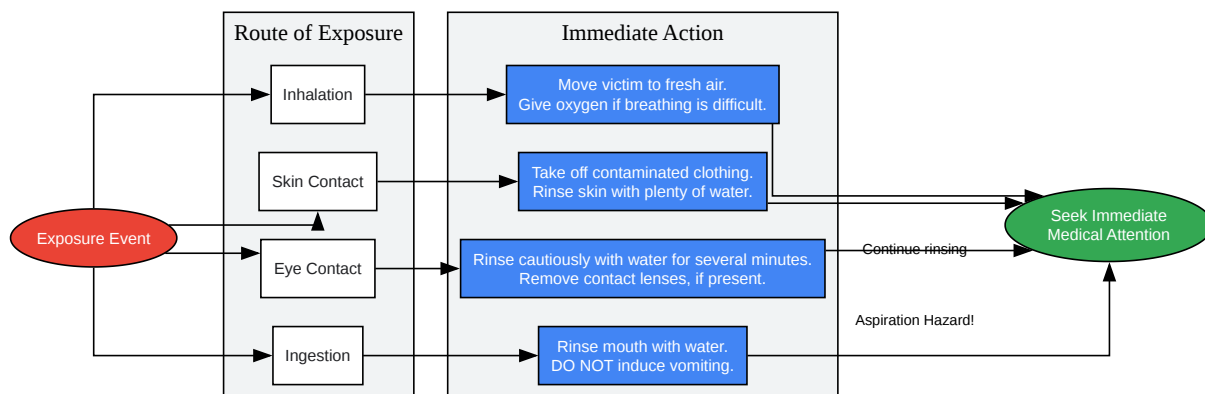 Route of Exposure
Immediate Action
Inhalation
Move victim to fresh air.
Give oxygen if breathing is difficult.
Skin Contact
Take off contaminated clothing.
Rinse skin with plenty of water.
Exposure Event
Seek Immediate
Medical Attention
Eye Contact
Rinse cautiously with water for several minutes.
Remove contact lenses, if present.
Continue rinsing
Aspiration Hazard!
Ingestion
Rinse mouth with water.
DO NOT induce vomiting.